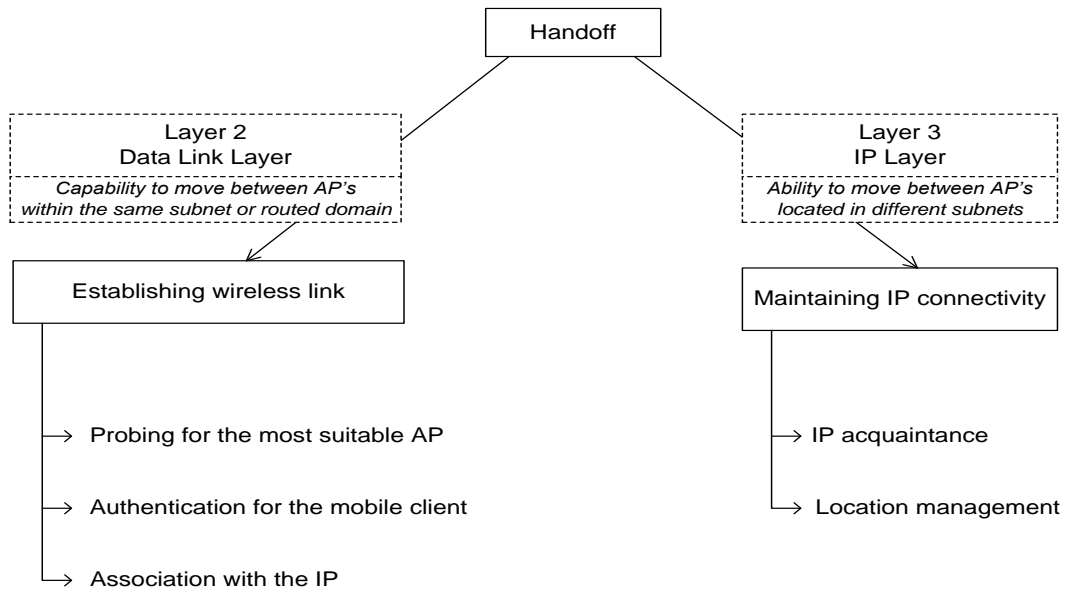 Handoff
Layer 2
Data Link Layer
Capability to move between AP's
within the same subnet or routed domain
Layer 3
IP Layer
Ability to move between AP's
located in different subnets
Establishing wireless link
Maintaining IP connectivity
Probing for the most suitable AP
Authentication for the mobile client
Association with the IP
IP acquaintance
Location management